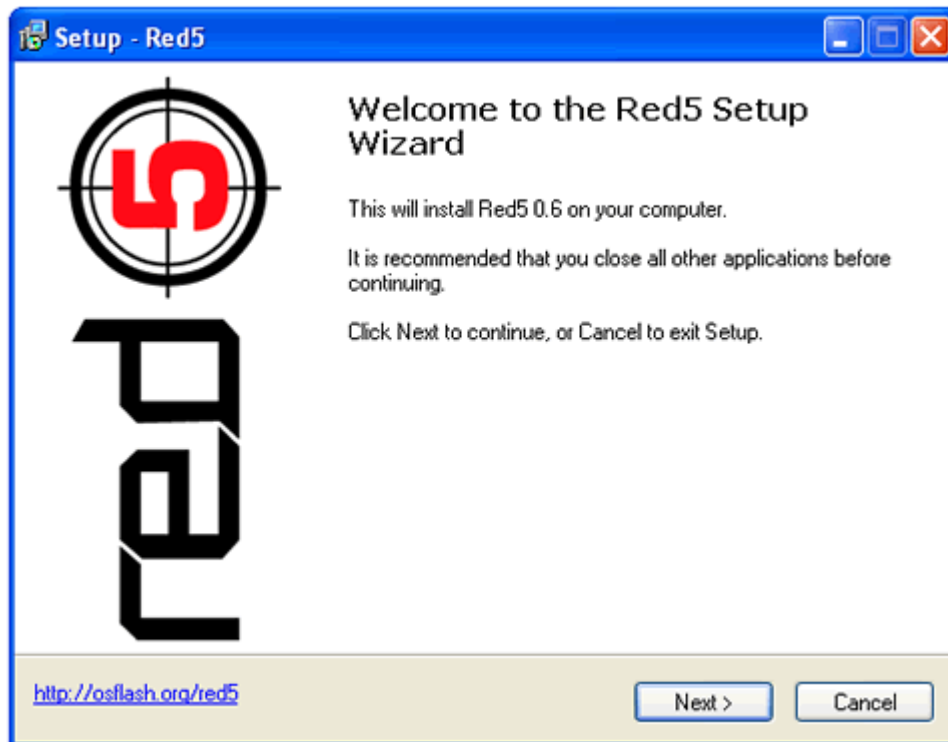 Setup - Red5
red5
Welcome to the Red5 Setup
Wizard
This will install Red5 0.6 on your computer.
It is recommended that you close all other applications before
continuing.
Click Next to continue, or Cancel to exit Setup.
http://osflash.org/red5
Next >
Cancel